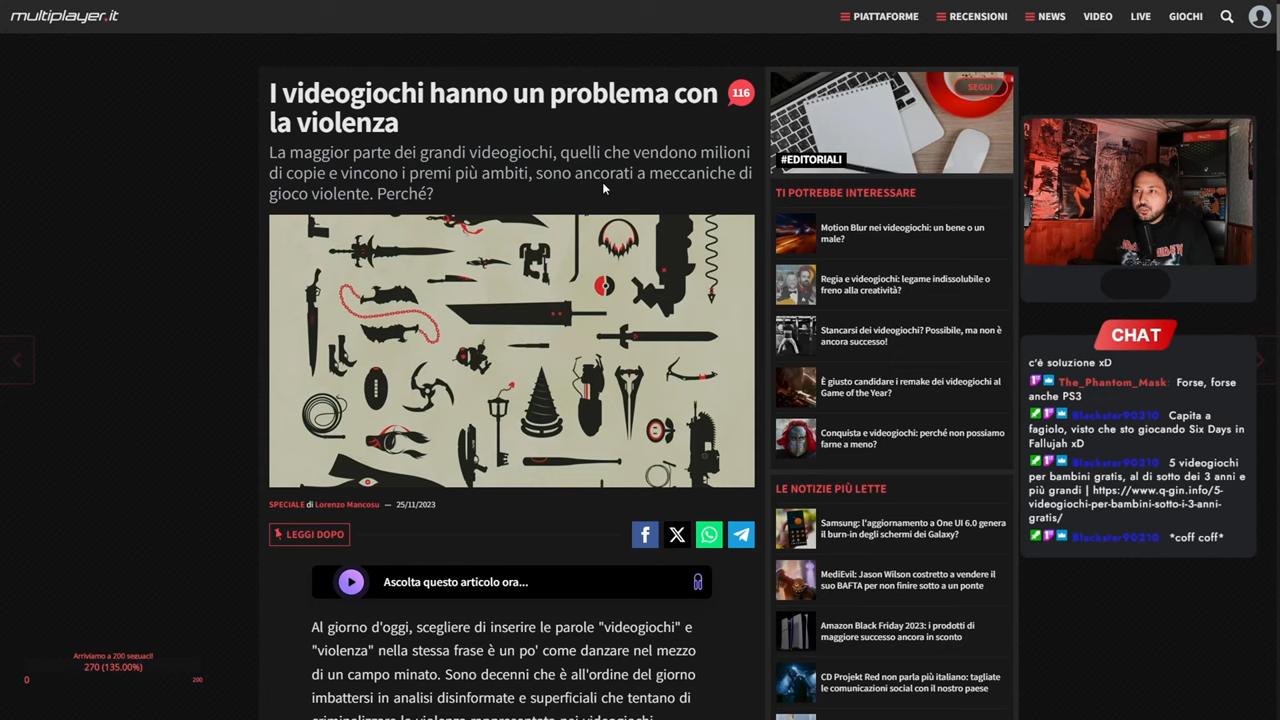 multiplayer.it
PIATTAFORME
RECENSIONI
NEWS
VIDEO
LIVE
GIOCHI
I videogiochi hanno un problema con
la violenza
116
La maggior parte dei grandi videogiochi, quelli che vendono milioni
di copie e vincono i premi più ambiti, sono ancorati a meccaniche di
gioco violente. Perché?
SPECIALE di Lorenzo Mancosu — 25/11/2023
LEGGI DOPO
Ascolta questo articolo ora...
Al giorno d'oggi, scegliere di inserire le parole "videogiochi" e
"violenza" nella stessa frase è un po' come danzare nel mezzo
di un campo minato. Sono decenni che è all'ordine del giorno
imbattersi in analisi disinformate e superficiali che tentano di
criminalizzare la violenza rappresentata nei videogiochi
SEGUI
#EDITORIALI
TI POTREBBE INTERESSARE
Motion Blur nei videogiochi: un bene o un
male?
Regia e videogiochi: legame indissolubile o
freno alla creatività?
Stancarsi dei videogiochi? Possibile, ma non è
ancora successo!
È giusto candidare i remake dei videogiochi al
Game of the Year?
Conquista e videogiochi: perché non possiamo
farne a meno?
LE NOTIZIE PIÙ LETTE
Samsung: l'aggiornamento a One UI 6.0 genera
il burn-in degli schermi dei Galaxy?
MediEvil: Jason Wilson costretto a vendere il
suo BAFTA per non finire sotto a un ponte
Amazon Black Friday 2023: i prodotti di
maggiore successo ancora in sconto
CD Projekt Red non parla più italiano: tagliate
le comunicazioni social con il nostro paese
CHAT
c'è soluzione xD
The_Phantom_Mask: Forse, forse
anche PS3
Blackster90210 Capita a
fagiolo, visto che sto giocando Six Days in
Fallujah xD
Blackster90210 5 videogiochi
per bambini gratis, al di sotto dei 3 anni e
più grandi | https://www.q-gin.info/5-
videogiochi-per-bambini-sotto-i-3-anni-
gratis/
Blackster90210 *coff coff*
Arriviamo a 200 seguaci!
270 (135.00%)
0
200